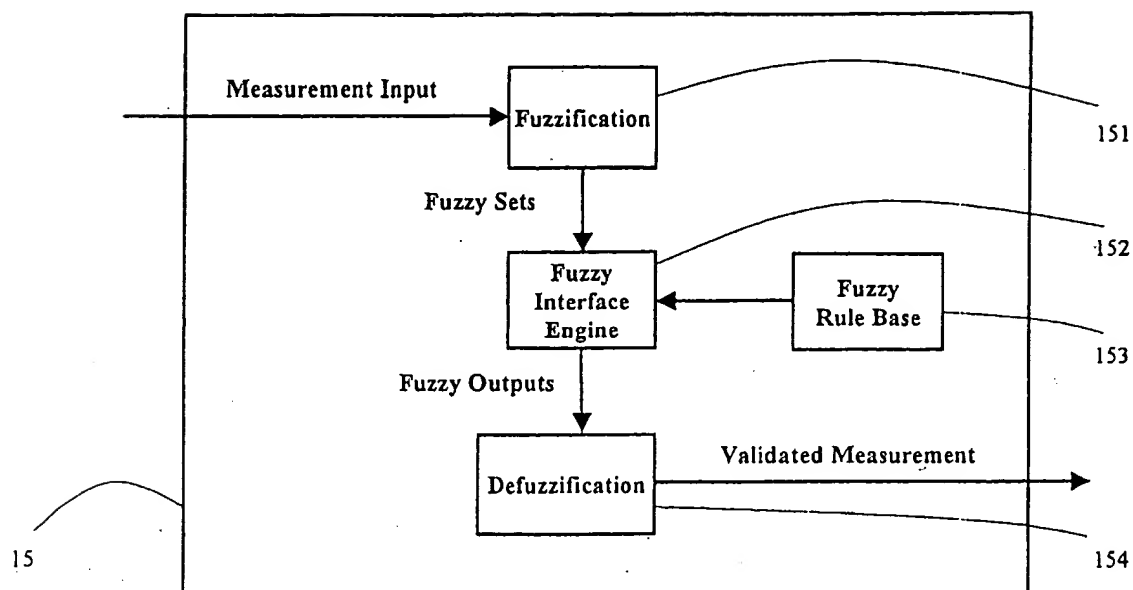 Measurement Input
Fuzzification
151
Fuzzy Sets
152
Fuzzy
Interface
Engine
Fuzzy
Rule Base
153
Fuzzy Outputs
Defuzzification
Validated Measurement
15
154